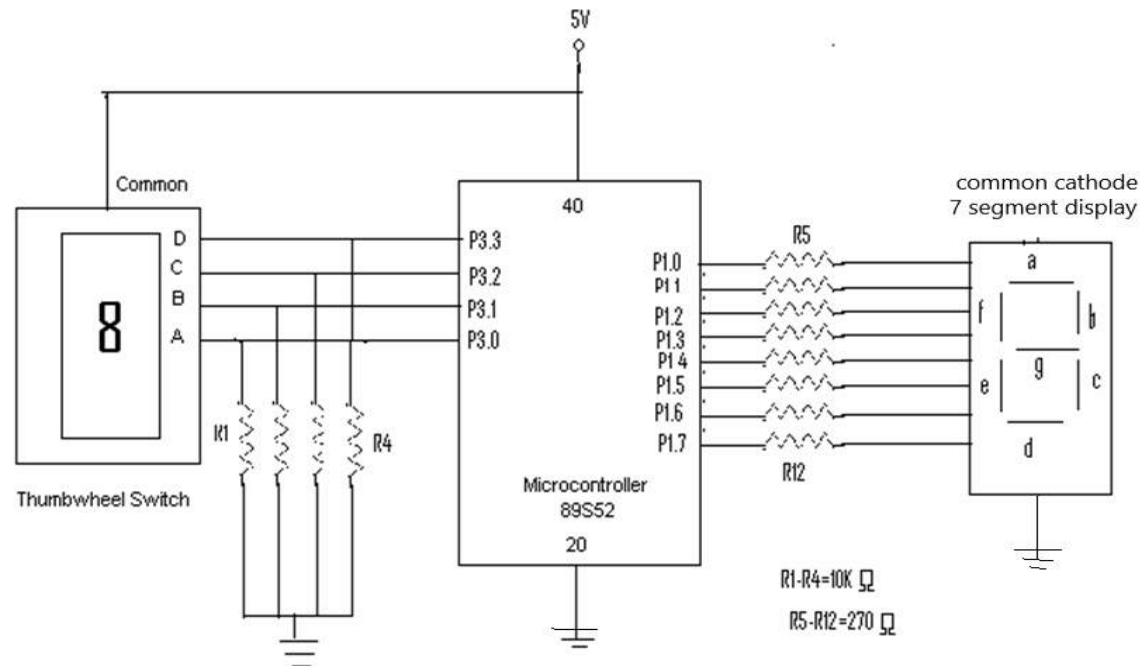 5V
Common
common cathode
7 segment display
40
D
C
B
A
8
P3.3
P3.2
P3.1
P3.0
P1.0
P1 1
P1.2
P1.3
P1 4
P1.5
P1.6
P1.7
R5
R12
a
f
b
g
e
c
d
R1
R4
Thumbwheel Switch
Microcontroller
89S52
20
R1-R4=10K Ω
R5-R12=270 Ω